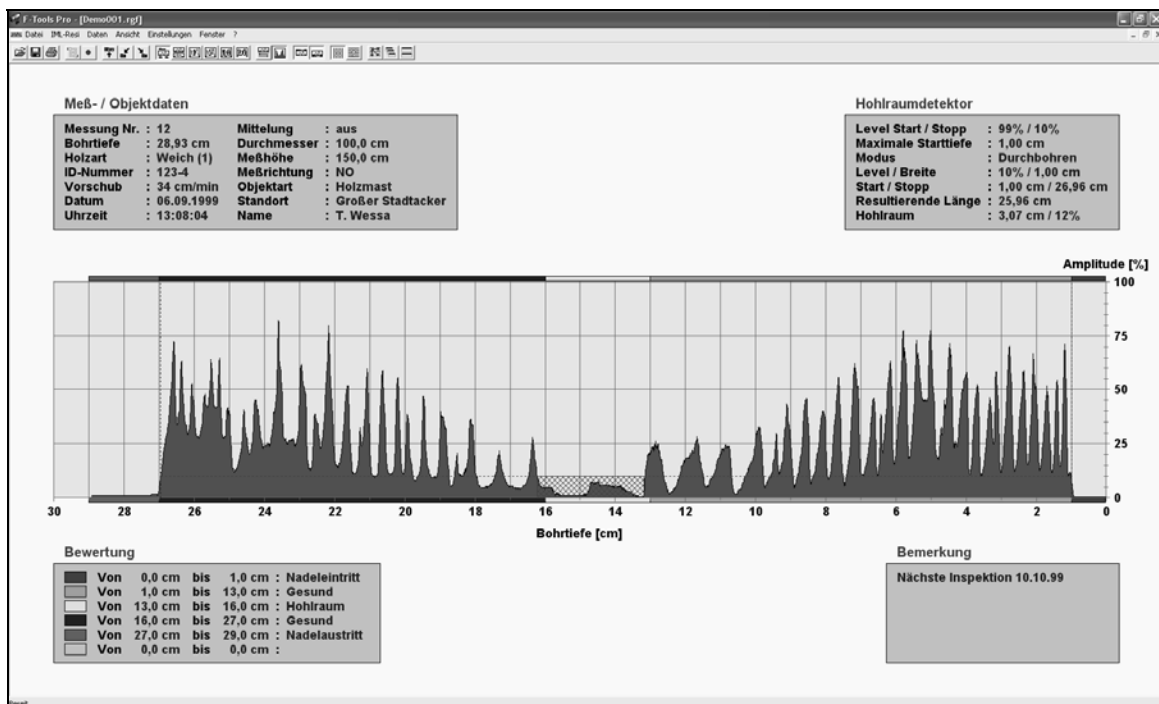 F-Tools Pro - [Demo001.rgf]
Datei IML-Resi Daten Ansicht Einstellungen Fenster ?
Meß- / Objektdaten
Messung Nr. : 12 Mittelung : aus
Bohrtiefe : 28,93 cm Durchmesser : 100,0 cm
Holzart : Weich (1) Meßhöhe : 150,0 cm
ID-Nummer : 123-4 Meßrichtung : NO
Vorschub : 34 cm/min Objektart : Holzmast
Datum : 06.09.1999 Standort : Großer Stadtacker
Uhrzeit : 13:08:04 Name : T. Wessa
Hohlraumdetektor
Level Start / Stopp : 99% / 10%
Maximale Starttiefe : 1,00 cm
Modus : Durchbohren
Level / Breite : 10% / 1,00 cm
Start / Stopp : 1,00 cm / 26,96 cm
Resultierende Länge : 25,96 cm
Hohlraum : 3,07 cm / 12%
Amplitude [%]
100
75
50
25
0
30 28 26 24 22 20 18 16 14 12 10 8 6 4 2 0
Bohrtiefe [cm]
Bewertung
Von 0,0 cm bis 1,0 cm : Nadeleintritt
Von 1,0 cm bis 13,0 cm : Gesund
Von 13,0 cm bis 16,0 cm : Hohlraum
Von 16,0 cm bis 27,0 cm : Gesund
Von 27,0 cm bis 29,0 cm : Nadelaustritt
Von 0,0 cm bis 0,0 cm :
Bemerkung
Nächste Inspektion 10.10.99